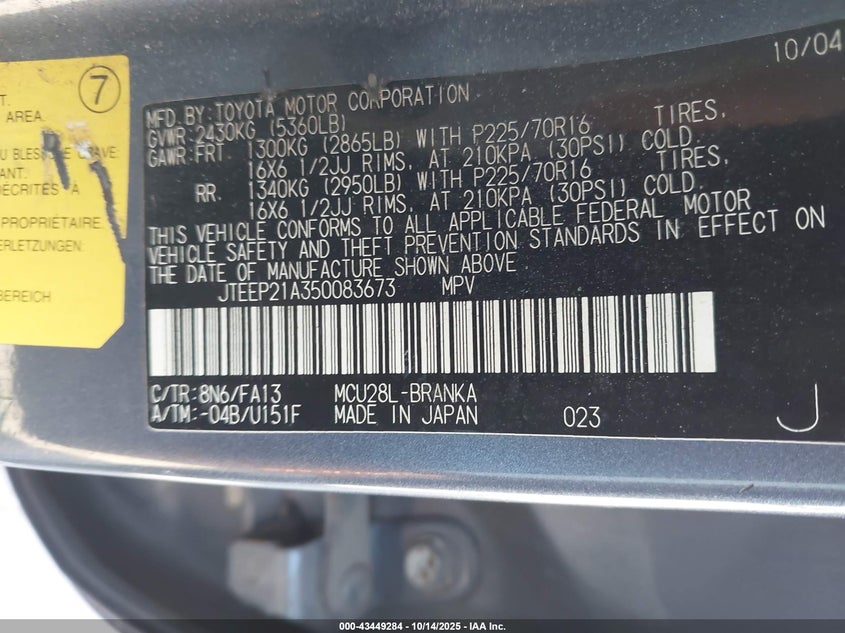 10/04
7
T.
AREA.
U BLES E GRAVE
ANT.
DÉCRITES A
PROPRIÉTAIRE.
ERLETZUNGEN
BEREICH
MFD. BY: TOYOTA MOTOR CORPORATION
GVWR: 2430KG (5360LB)
GAWR: FRT. 1300KG (2865LB) WITH P225/70R16 TIRES,
16X6 1/2JJ RIMS, AT 210KPA (30PSI) COLD.
RR. 1340KG (2950LB) WITH P225/70R16 TIRES,
16X6 1/2JJ RIMS, AT 210KPA (30PSI) COLD.
THIS VEHICLE CONFORMS TO ALL APPLICABLE FEDERAL MOTOR
VEHICLE SAFETY AND THEFT PREVENTION STANDARDS IN EFFECT ON
THE DATE OF MANUFACTURE SHOWN ABOVE.
JTEEP21A350083673 MPV
C/TR: 8N6/FA13 MCU28L-BRANKA
A/TM: -04B/U151F MADE IN JAPAN 023 J
000-43449284 - 10/14/2025 - IAA Inc.